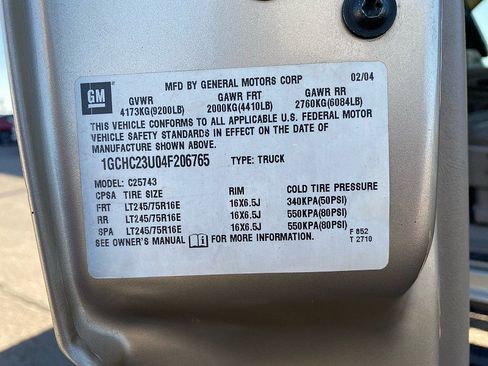 GM
MFD BY GENERAL MOTORS CORP 02/04
GVWR GAWR FRT GAWR RR
4173KG(9200LB) 2000KG(4410LB) 2760KG(6084LB)
THIS VEHICLE CONFORMS TO ALL APPLICABLE U.S. FEDERAL MOTOR
VEHICLE SAFETY STANDARDS IN EFFECT ON THE DATE OF
MANUFACTURE SHOWN ABOVE.
1GCHC23U04F206765 TYPE: TRUCK
MODEL: C25743
CPSA TIRE SIZE RIM COLD TIRE PRESSURE
FRT LT245/75R16E 16X6.5J 340KPA(50PSI)
RR LT245/75R16E 16X6.5J 550KPA(80PSI)
SPA LT245/75R16E 16X6.5J 550KPA(80PSI)
SEE OWNER'S MANUAL FOR MORE INFORMATION. F 852
T 2710